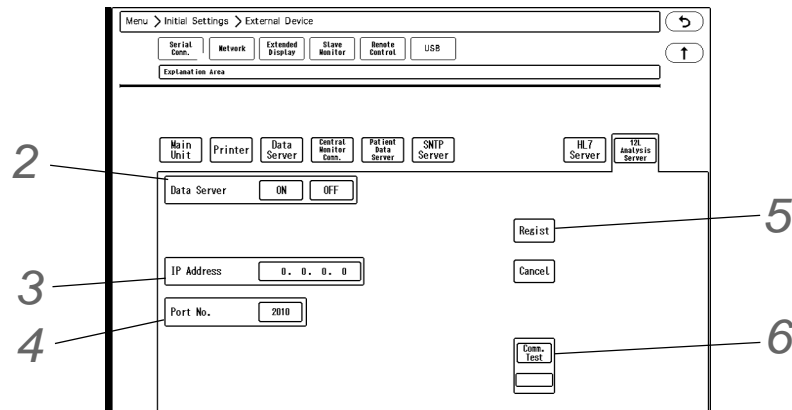 Menu > Initial Settings > External Device
Serial Conn.
Network
Extended Display
Slave Monitor
Remote Control
USB
Explanation Area
Main Unit
Printer
Data Server
Central Monitor Conn.
Patient Data Server
SNTP Server
HL7 Server
12L Analysis Server
2
Data Server ON OFF
Regist
5
3
IP Address 0. 0. 0. 0
Cancel
4
Port No. 2010
Comm. Test
6